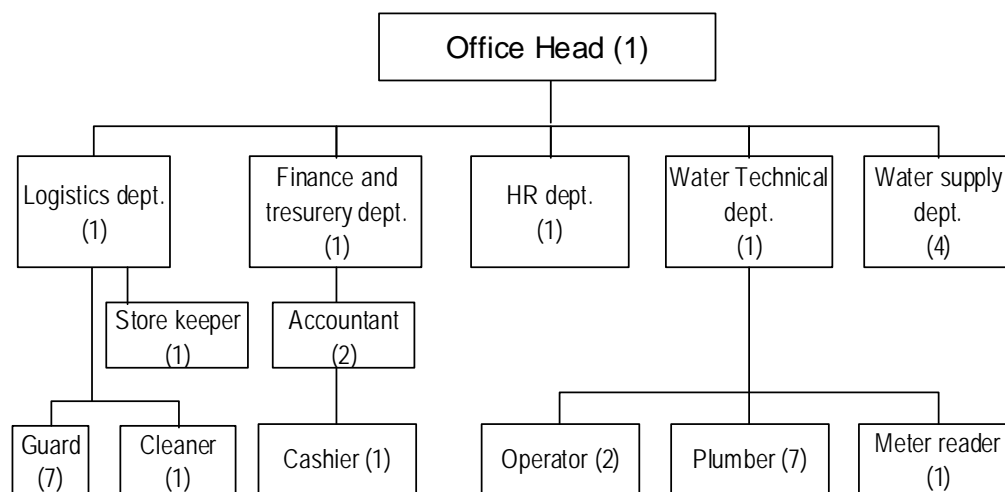 Office Head (1)
Logistics dept.
(1)
Finance and
tresurery dept.
(1)
HR dept.
(1)
Water Technical
dept.
(1)
Water supply
dept.
(4)
Store keeper
(1)
Accountant
(2)
Guard
(7)
Cleaner
(1)
Cashier (1)
Operator (2)
Plumber (7)
Meter reader
(1)